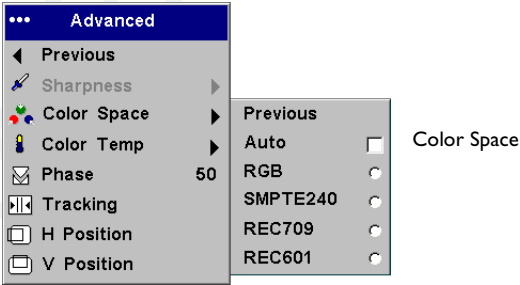 ••• Advanced
Previous
Sharpness
Color Space
Color Temp
Phase 50
Tracking
H Position
V Position
Previous
Auto
RGB
SMPTE240
REC709
REC601
Color Space